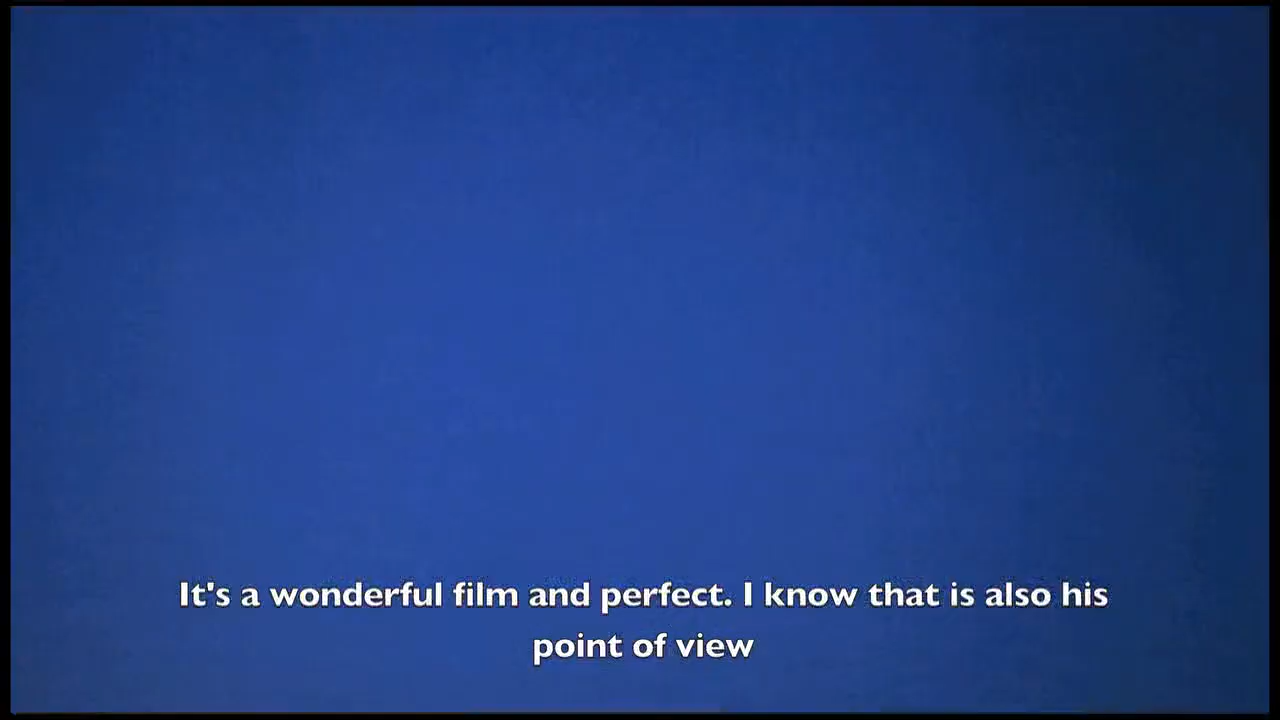 It's a wonderful film and perfect. I know that is also his
point of view